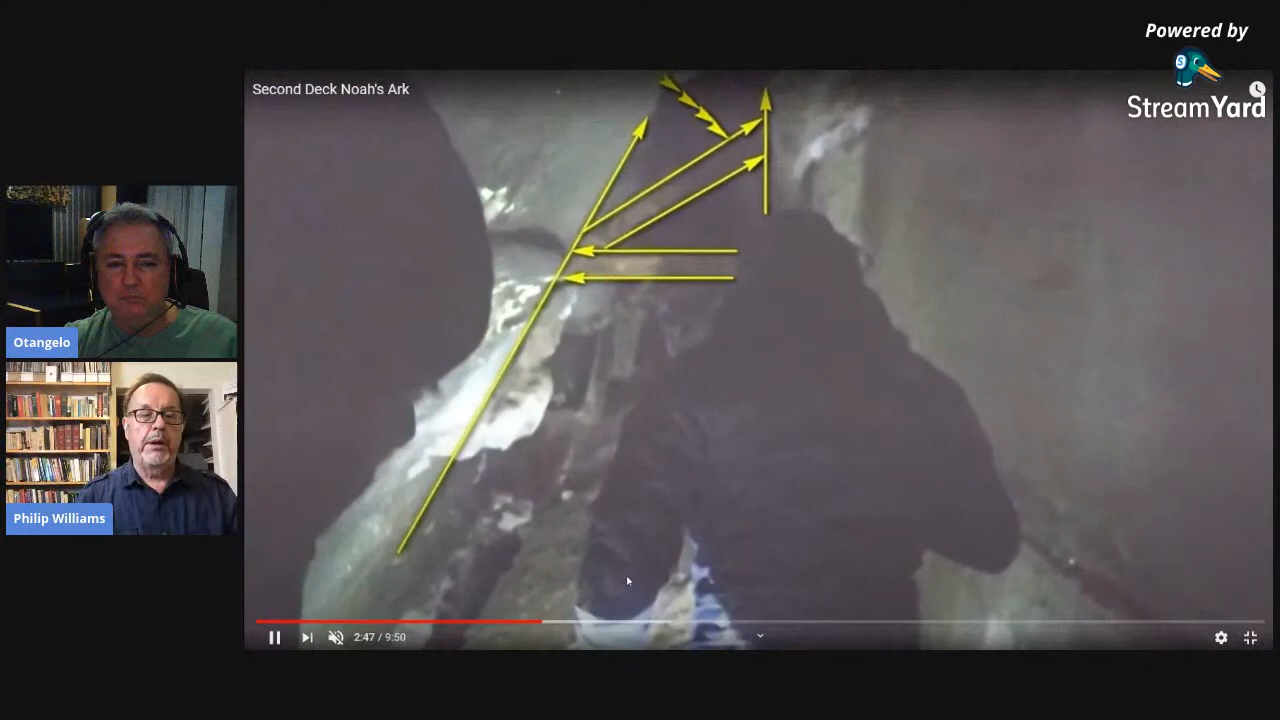 Powered by
S
StreamYard
Second Deck Noah's Ark
Otangelo
Philip Williams
2:47 / 9:50